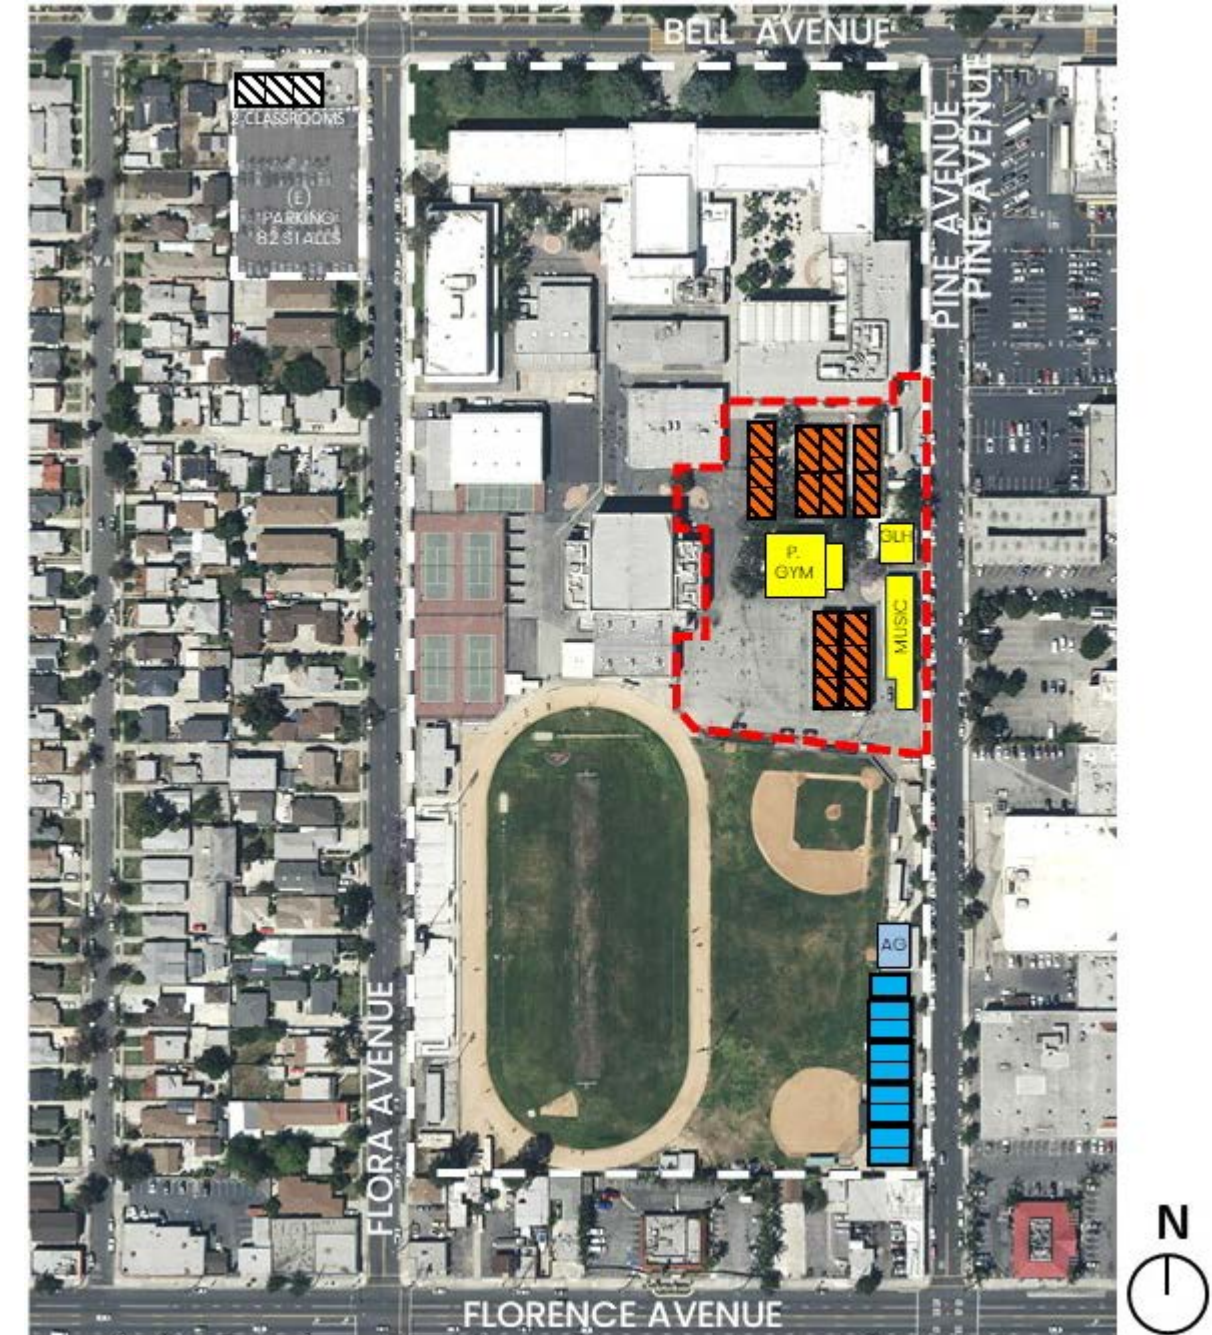 BELL AVENUE
2 CLASSROOMS
(E)
PARKING
82 STALLS
PINE AVENUE
PINE AVENUE
GLH
P.
GYM
MUSIC
AG
FLORA AVENUE
N
FLORENCE AVENUE